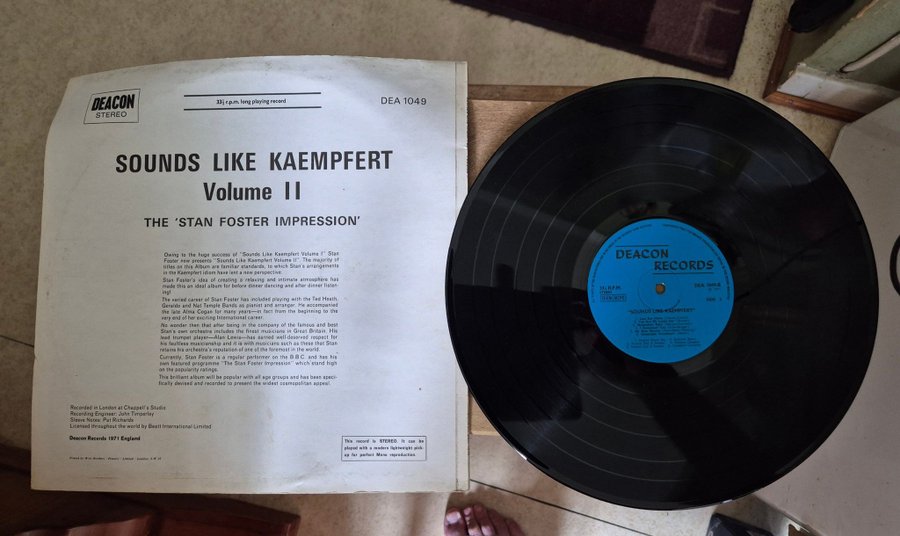 DEACON
STEREO
33⅓ r.p.m. long playing record
DEA 1049
SOUNDS LIKE KAEMPFERT
Volume II
THE 'STAN FOSTER IMPRESSION'
Owing to the huge success of "Sounds Like Kaempfert Volume I" Stan
Foster now presents "Sounds Like Kaempfert Volume II". The majority of
titles on this Album are familiar standards, to which Stan's arrangements
in the Kaempfert idiom have lent a new perspective.
Stan Foster's idea of creating a relaxing and intimate atmosphere has
made this an ideal album for before dinner dancing and after dinner listen-
ing!
The varied career of Stan Foster has included playing with the Ted Heath,
Geraldo and Nat Temple Bands as pianist and arranger. He accompanied
the late Alma Cogan for many years—in fact from the beginning to the
very end of her exciting International career.
No wonder then that after being in the company of the famous and best
Stan's own orchestra includes the finest musicians in Great Britain. His
lead trumpet player—Man Lewis—has earned well-deserved respect for
his faultless musicianship and it is with musicians such as these that Stan
retains his orchestra's reputation of one of the foremost in the world.
Currently, Stan Foster is a regular performer on the B.B.C. and has his
own featured programme "The Stan Foster Impression" which stand high
on the popularity ratings.
This brilliant album will be popular with all age groups and has been speci-
fically devised and recorded to present the widest cosmopolitan appeal.
Recorded in London at Chappell's Studio
Recording Engineer: John Timperley
Sleeve Notes: Pat Richards
Licensed throughout the world by Beatt International Limited
Deacon Records 1971 England
This record is STEREO. It can be
played with a modern lightweight pick-
up for perfect Mono reproduction.
DEACON
RECORDS
"SOUNDS LIKE KAEMPFERT"